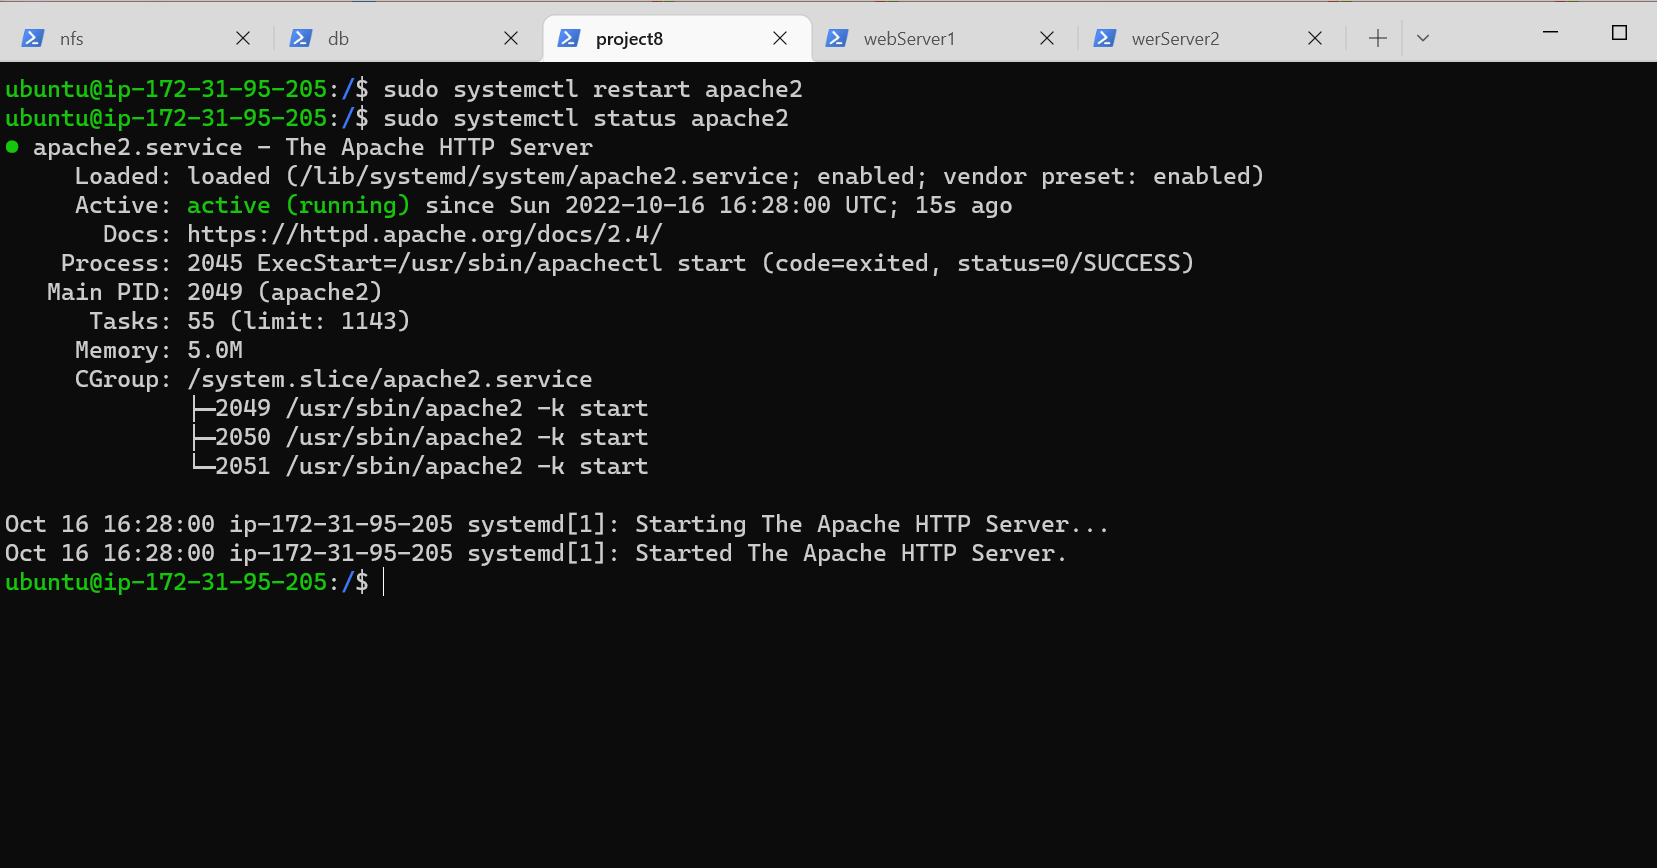 nfs db project8 webServer1 werServer2
ubuntu@ip-172-31-95-205:/$ sudo systemctl restart apache2
ubuntu@ip-172-31-95-205:/$ sudo systemctl status apache2
● apache2.service - The Apache HTTP Server
Loaded: loaded (/lib/systemd/system/apache2.service; enabled; vendor preset: enabled)
Active: active (running) since Sun 2022-10-16 16:28:00 UTC; 15s ago
Docs: https://httpd.apache.org/docs/2.4/
Process: 2045 ExecStart=/usr/sbin/apachectl start (code=exited, status=0/SUCCESS)
Main PID: 2049 (apache2)
Tasks: 55 (limit: 1143)
Memory: 5.0M
CGroup: /system.slice/apache2.service
├─2049 /usr/sbin/apache2 -k start
├─2050 /usr/sbin/apache2 -k start
└─2051 /usr/sbin/apache2 -k start
Oct 16 16:28:00 ip-172-31-95-205 systemd[1]: Starting The Apache HTTP Server...
Oct 16 16:28:00 ip-172-31-95-205 systemd[1]: Started The Apache HTTP Server.
ubuntu@ip-172-31-95-205:/$